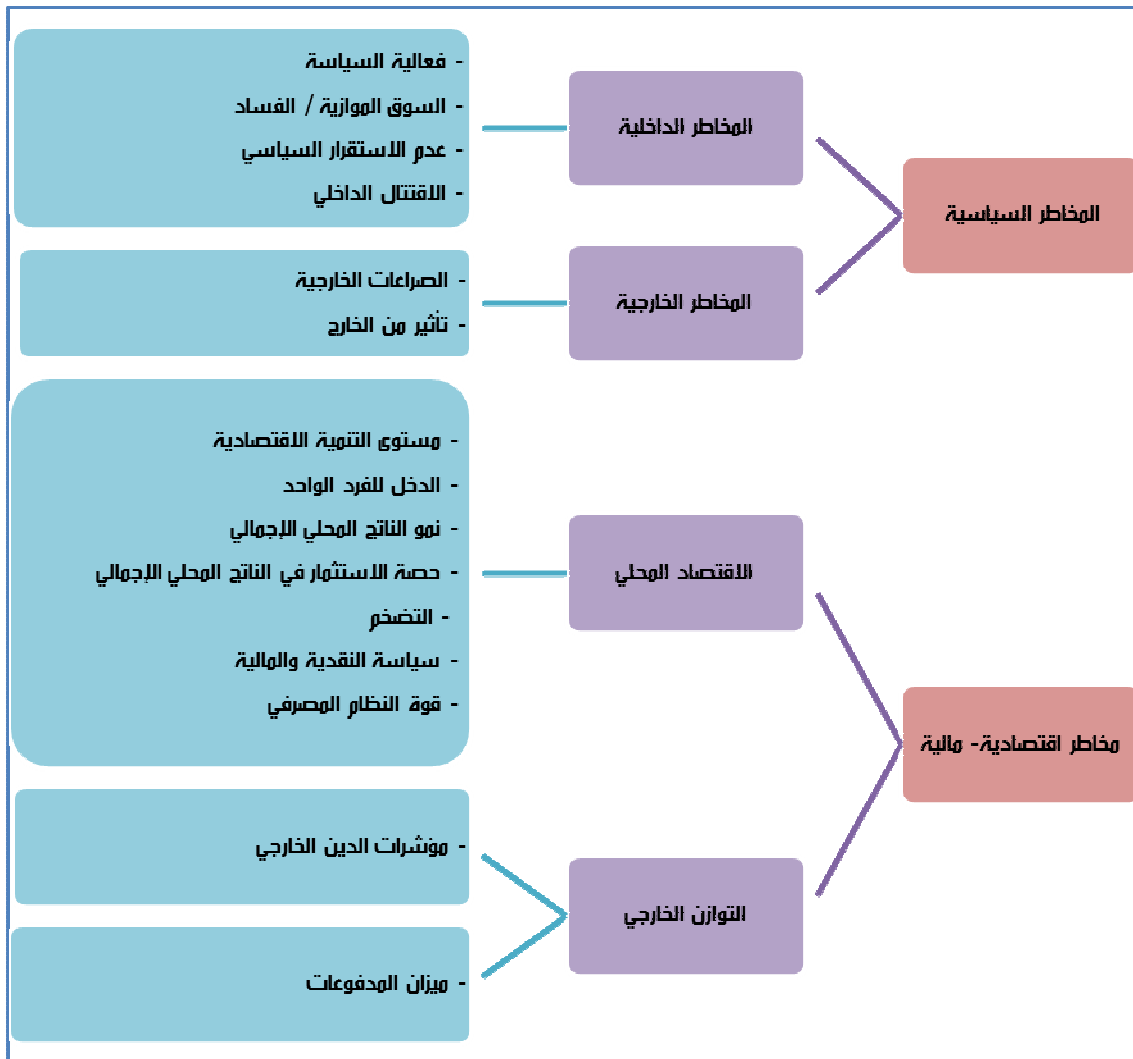 المخاطر السياسية
المخاطر الداخلية
- فعالية السياسة
- السوق الموازية / الفساد
- عدم الاستقرار السياسي
- الاقتتال الداخلي
المخاطر الخارجية
- الصراعات الخارجية
- تأثير من الخارج
مخاطر اقتصادية- مالية
الاقتصاد المحلي
- مستوى التنمية الاقتصادية
- الدخل للفرد الواحد
- نمو الناتج المحلي الإجمالي
- حصة الاستثمار في الناتج المحلي الإجمالي
- التضخم
- سياسة النقدية والمالية
- قوة النظام المصرفي
التوازن الخارجي
- مؤشرات الدين الخارجي
- ميزان المدفوعات